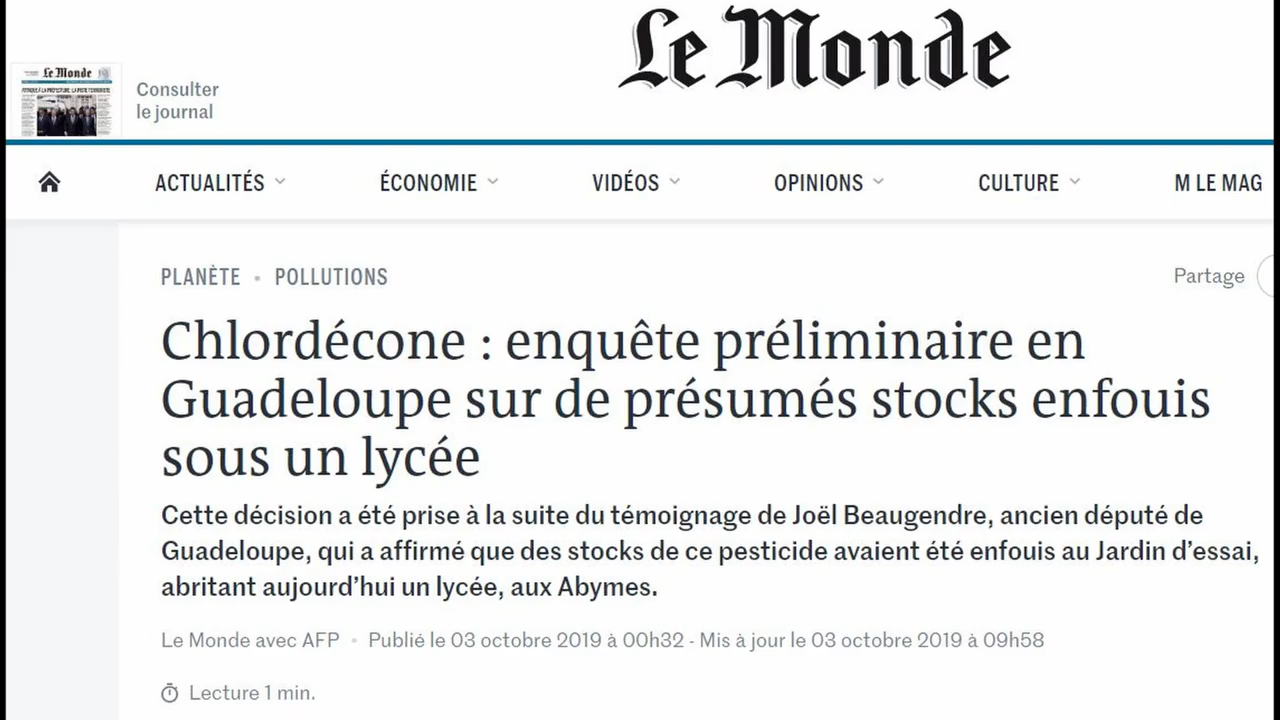 Le Monde
Le Monde
Consulter
le journal
ACTUALITÉS
ÉCONOMIE
VIDÉOS
OPINIONS
CULTURE
M LE MAG
PLANÈTE • POLLUTIONS
Partage
Chlordécone : enquête préliminaire en
Guadeloupe sur de présumés stocks enfouis
sous un lycée
Cette décision a été prise à la suite du témoignage de Joël Beaugendre, ancien député de
Guadeloupe, qui a affirmé que des stocks de ce pesticide avaient été enfouis au Jardin d’essai,
abritant aujourd’hui un lycée, aux Abymes.
Le Monde avec AFP • Publié le 03 octobre 2019 à 00h32 - Mis à jour le 03 octobre 2019 à 09h58
Lecture 1 min.